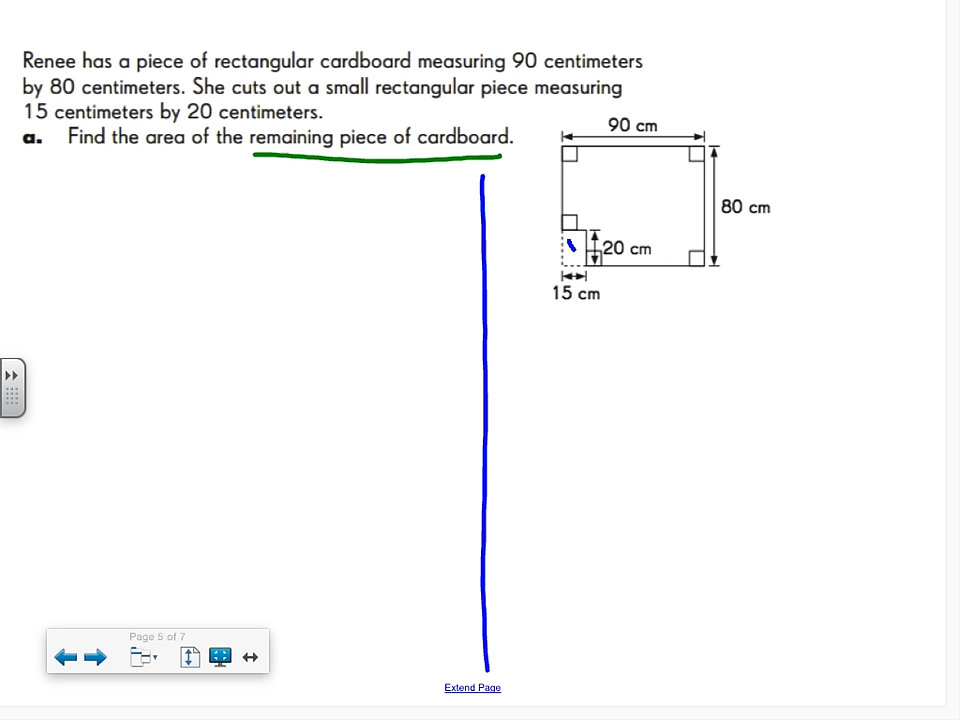 Renee has a piece of rectangular cardboard measuring 90 centimeters
by 80 centimeters. She cuts out a small rectangular piece measuring
15 centimeters by 20 centimeters.
a. Find the area of the remaining piece of cardboard.
90 cm
80 cm
20 cm
15 cm
Page 5 of 7
Extend Page